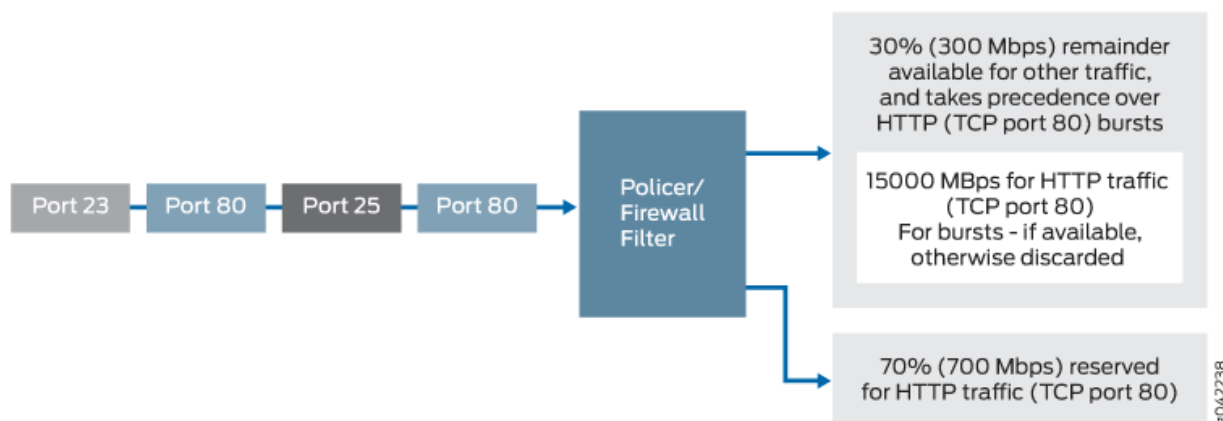 Port 23
Port 80
Port 25
Port 80
Policer/
Firewall
Filter
30% (300 Mbps) remainder
available for other traffic,
and takes precedence over
HTTP (TCP port 80) bursts
15000 MBps for HTTP traffic
(TCP port 80)
For bursts - if available,
otherwise discarded
70% (700 Mbps) reserved
for HTTP traffic (TCP port 80)
g042238